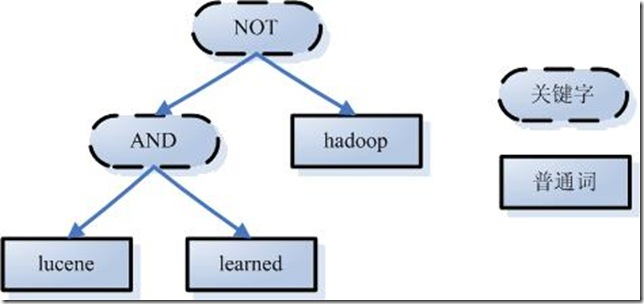 NOT
关键字
AND
hadoop
普通词
lucene
learned